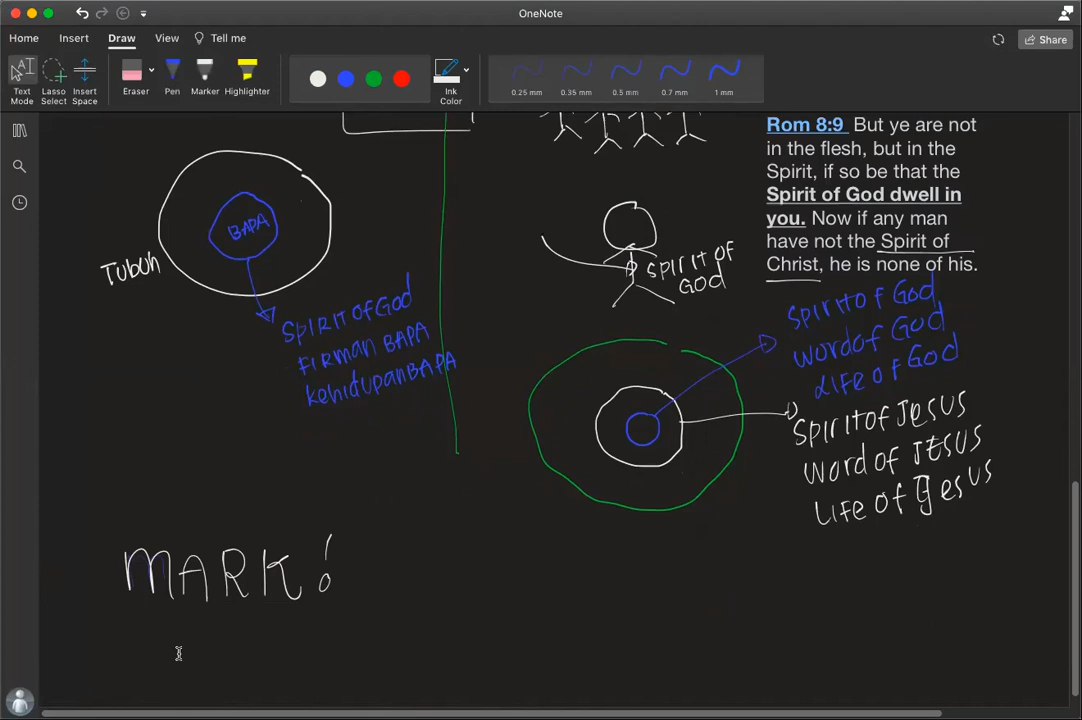 OneNote
Home Insert Draw View Tell me
Share
Text Mode
Lasso Select
Insert Space
Eraser
Pen
Marker
Highlighter
Ink Color
0.25 mm 0.35 mm 0.5 mm 0.7 mm 1 mm
Rom 8:9 But ye are not
in the flesh, but in the
Spirit, if so be that the
Spirit of God dwell in
you. Now if any man
have not the Spirit of
Christ, he is none of his.
BAPA
Tubuh
SPIRIT OF GOD
FIRMAN BAPA
kehidupan BAPA
SPIRIT OF
GOD
Spirit of God
Word of God
Life of God
Spirit of Jesus
Word of Jesus
Life of Jesus
MARK!